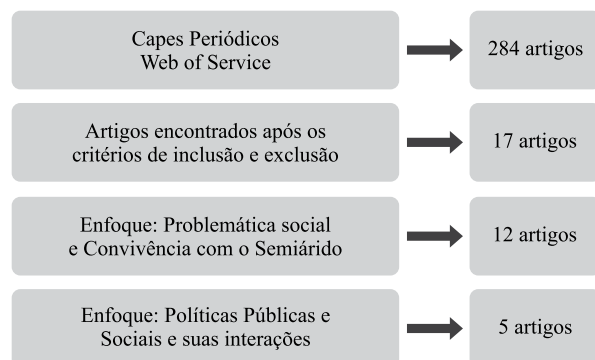 Capes Periódicos
Web of Service
284 artigos
Artigos encontrados após os
critérios de inclusão e exclusão
17 artigos
Enfoque: Problemática social
e Convivência com o Semiárido
12 artigos
Enfoque: Políticas Públicas e
Sociais e suas interações
5 artigos